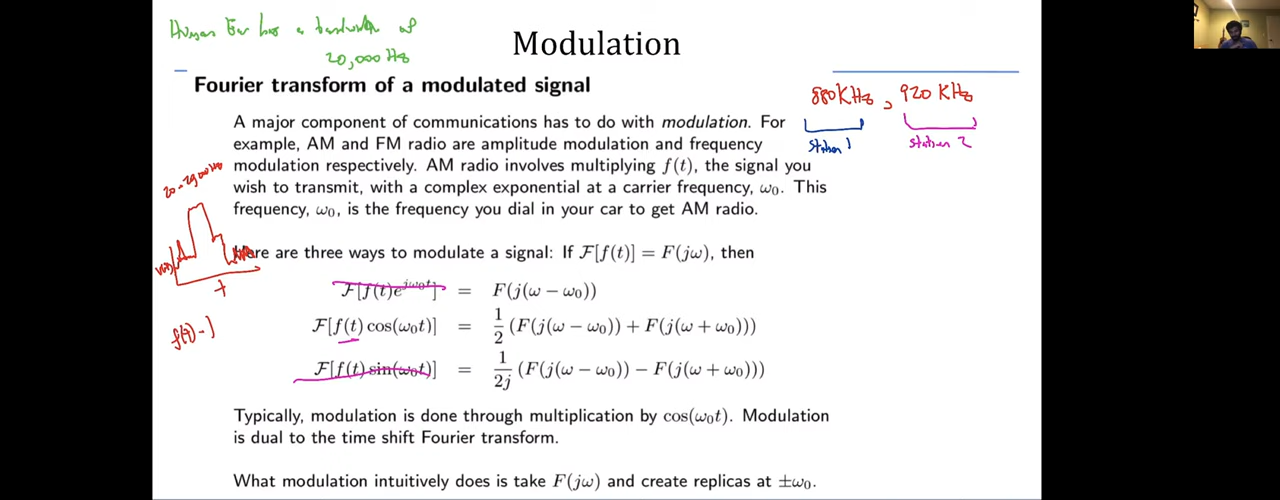 Human Ear has a bandwidth of
20,000 Hz
Modulation
Fourier transform of a modulated signal
880 KHz, 920 KHz
Station 1
Station 2
A major component of communications has to do with modulation. For
example, AM and FM radio are amplitude modulation and frequency
modulation respectively. AM radio involves multiplying f(t), the signal you
wish to transmit, with a complex exponential at a carrier frequency, ω₀. This
frequency, ω₀, is the frequency you dial in your car to get AM radio.
Here are three ways to modulate a signal: If F[f(t)] = F(jω), then
F[f(t)e^{jω₀t}] = F(j(ω − ω₀))
F[f(t) cos(ω₀t)] = 1/2 (F(j(ω − ω₀)) + F(j(ω + ω₀)))
F[f(t) sin(ω₀t)] = 1/2j (F(j(ω − ω₀)) − F(j(ω + ω₀)))
f(t) -
Typically, modulation is done through multiplication by cos(ω₀t). Modulation
is dual to the time shift Fourier transform.
What modulation intuitively does is take F(jω) and create replicas at ±ω₀.